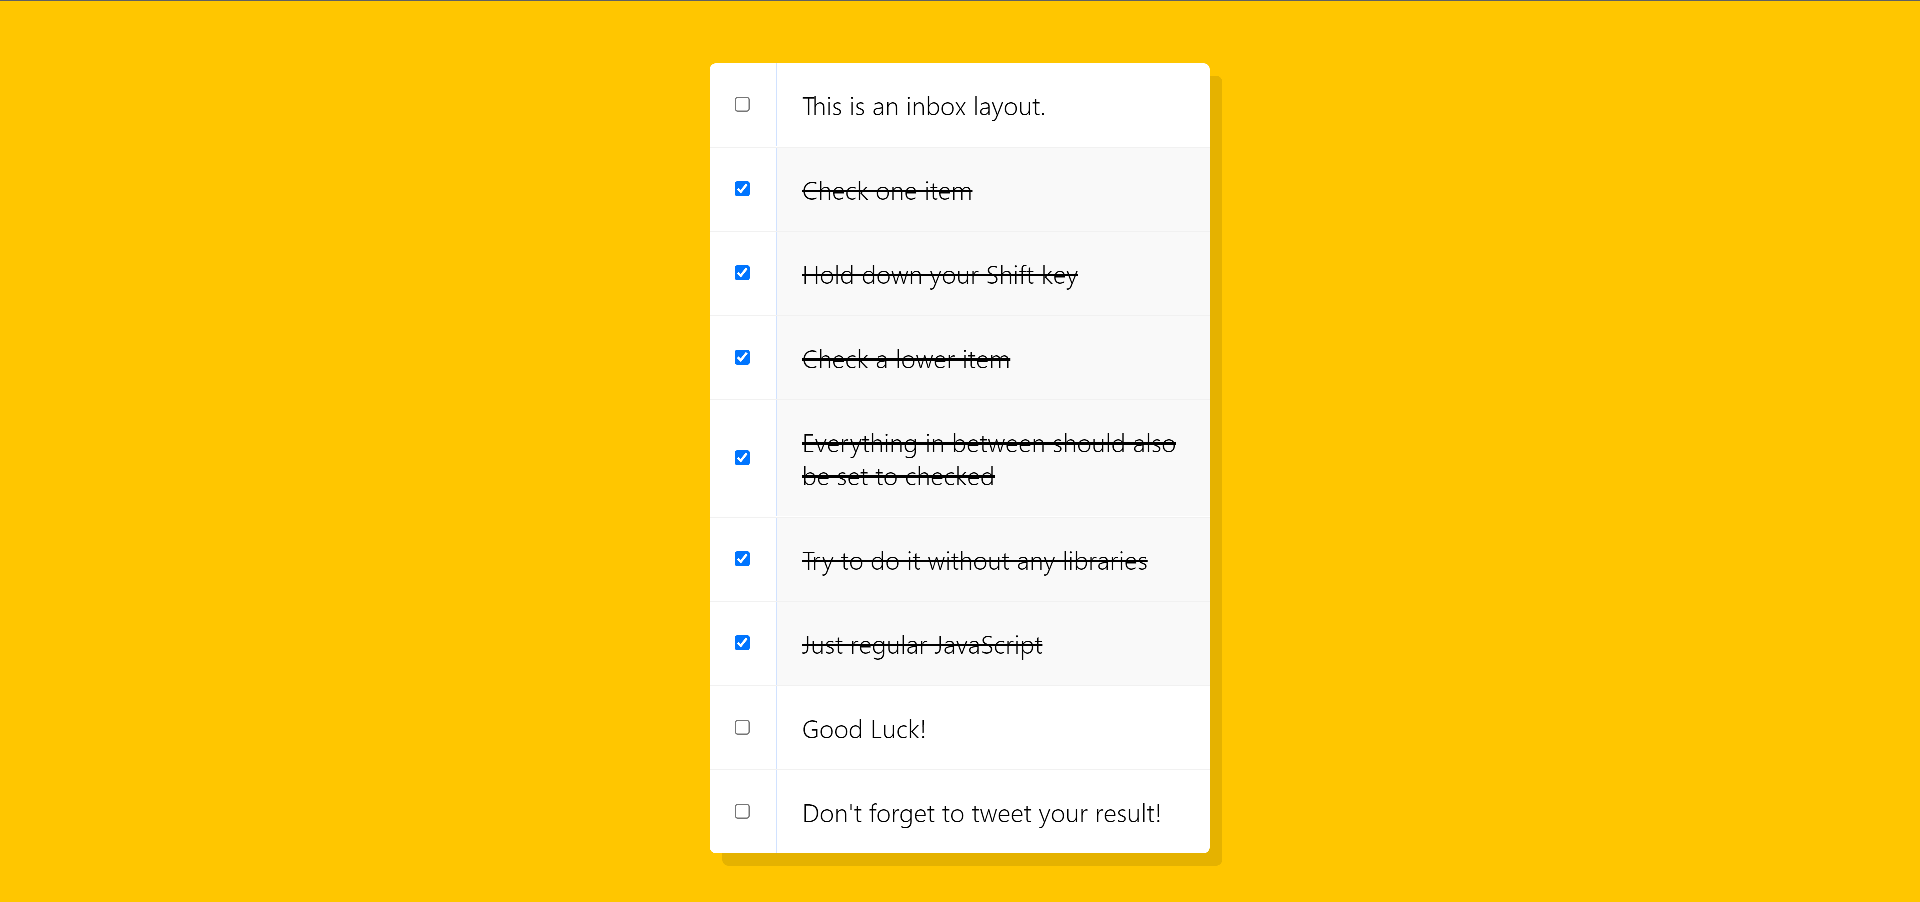 This is an inbox layout.
Check one item
Hold down your Shift key
Check a lower item
Everything in between should also
be set to checked
Try to do it without any libraries
Just regular JavaScript
Good Luck!
Don't forget to tweet your result!